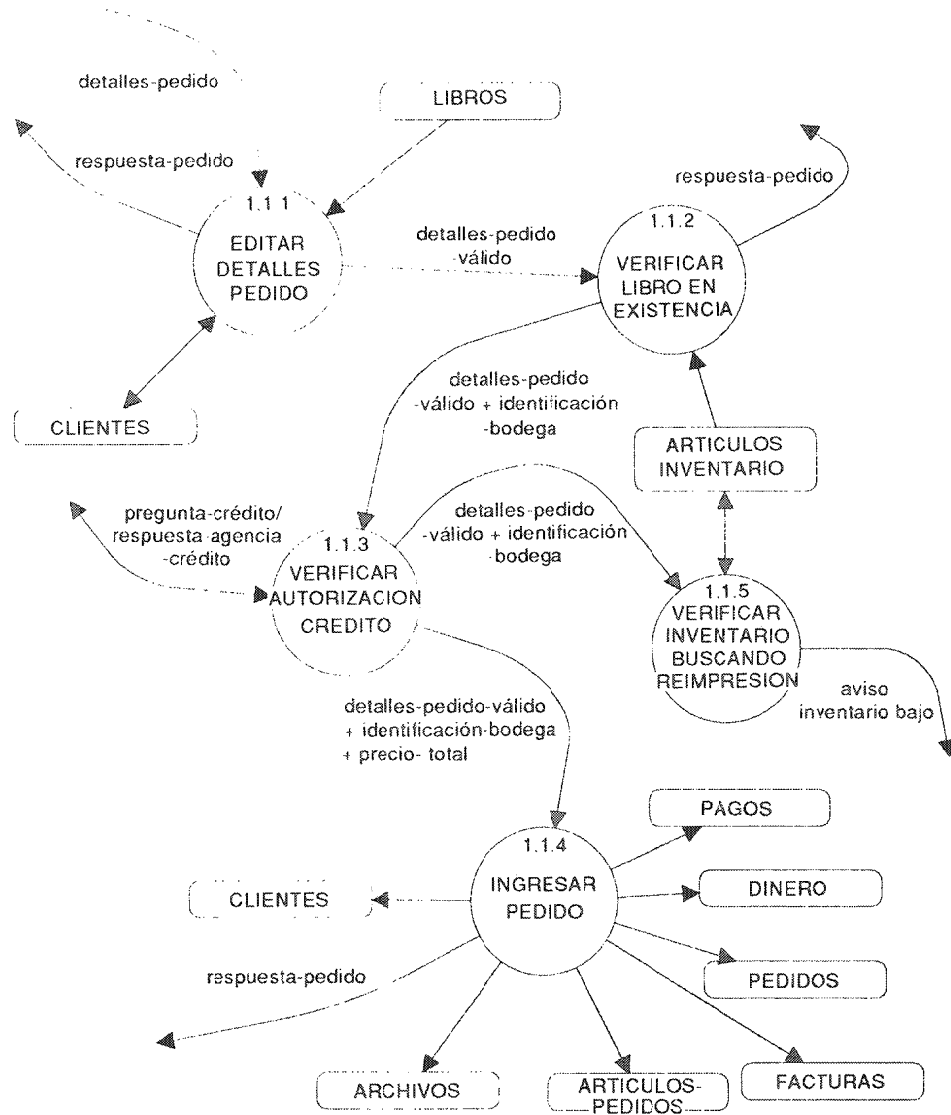 detalles-pedido
LIBROS
respuesta-pedido
respuesta-pedido
1.1 1
EDITAR
DETALLES
PEDIDO
detalles-pedido
-válido
1.1.2
VERIFICAR
LIBRO EN
EXISTENCIA
CLIENTES
detalles-pedido
-válido + identificación
-bodega
ARTICULOS
INVENTARIO
pregunta-crédito/
respuesta-agencia
-crédito
detalles-pedido
-válido + identificación
-bodega
1.1.3
VERIFICAR
AUTORIZACION
CREDITO
1.1.5
VERIFICAR
INVENTARIO
BUSCANDO
REIMPRESION
aviso
inventario bajo
detalles-pedido-válido
+ identificación-bodega
+ precio- total
PAGOS
1.1.4
INGRESAR
PEDIDO
CLIENTES
DINERO
respuesta-pedido
PEDIDOS
ARCHIVOS
ARTICULOS-
PEDIDOS
FACTURAS